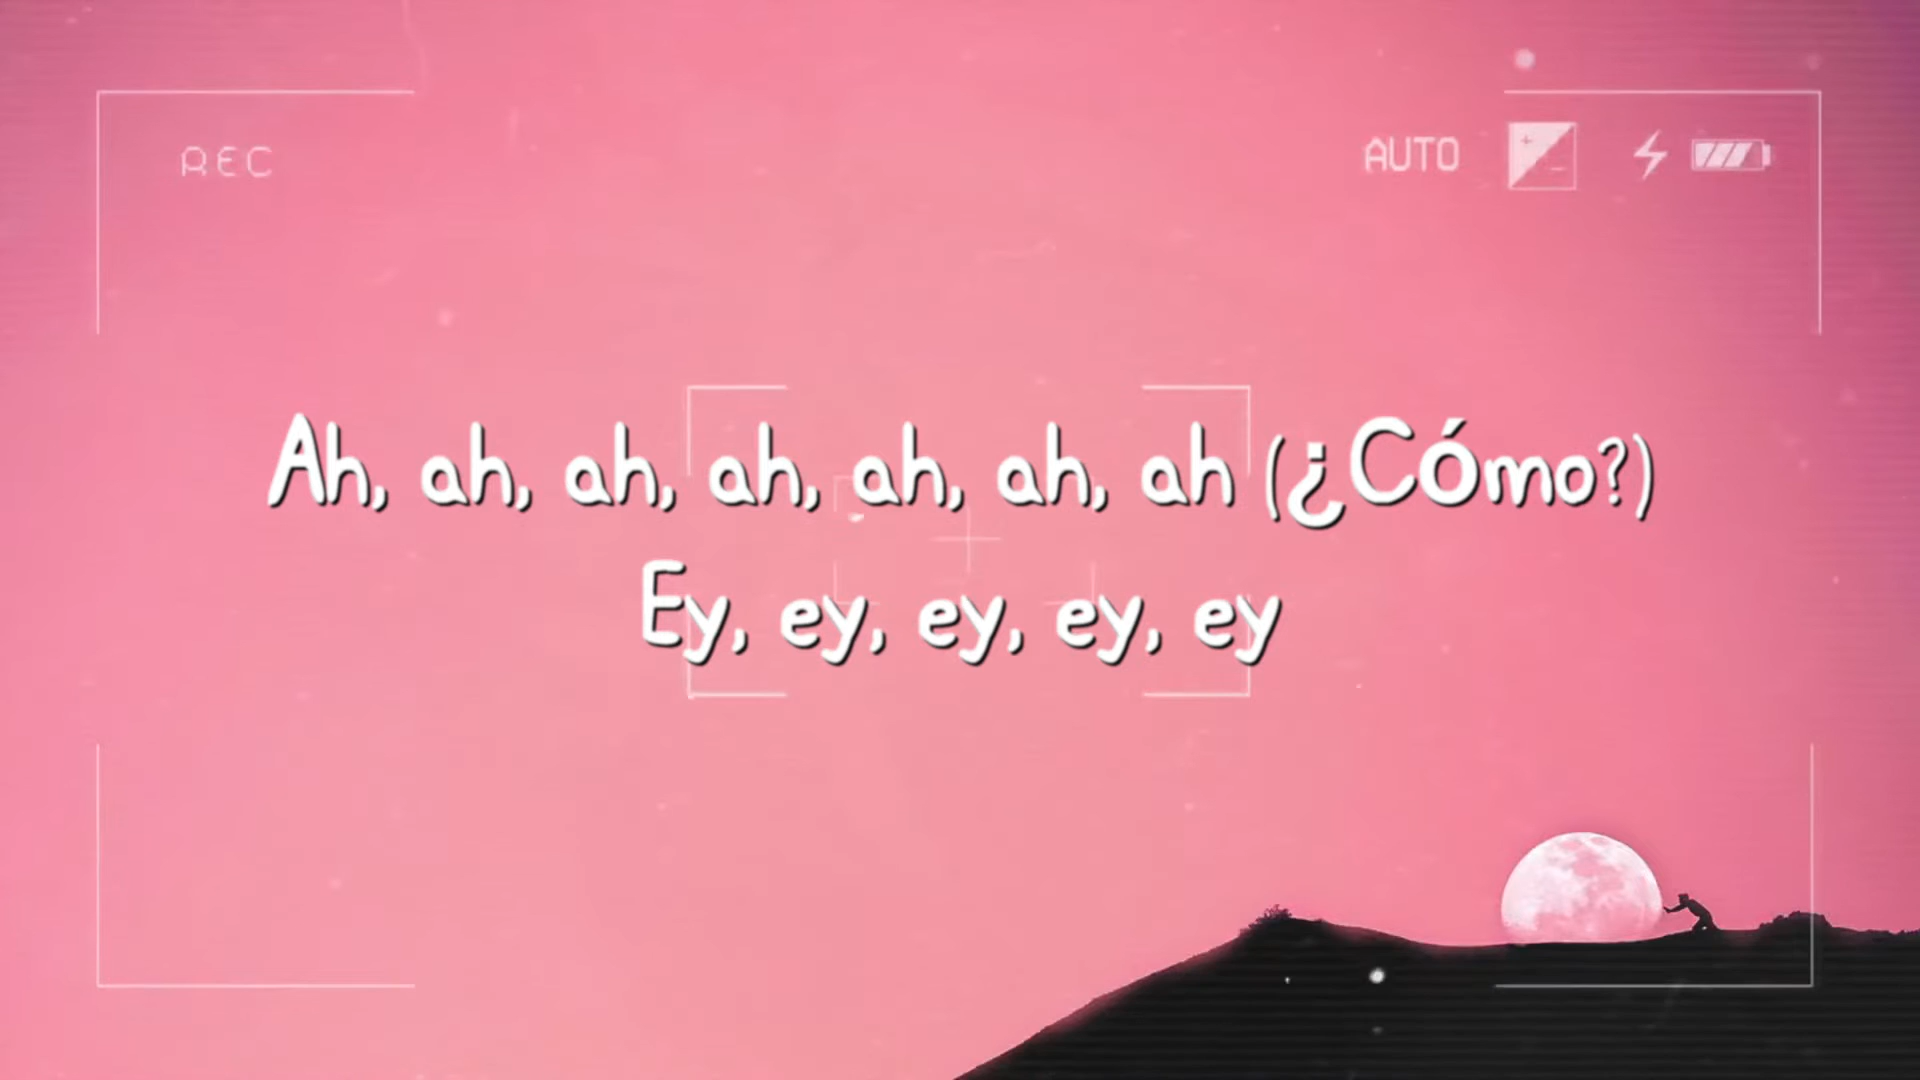 REC
AUTO
Ah, ah, ah, ah, ah, ah, ah (¿Cómo?)
Ey, ey, ey, ey, ey